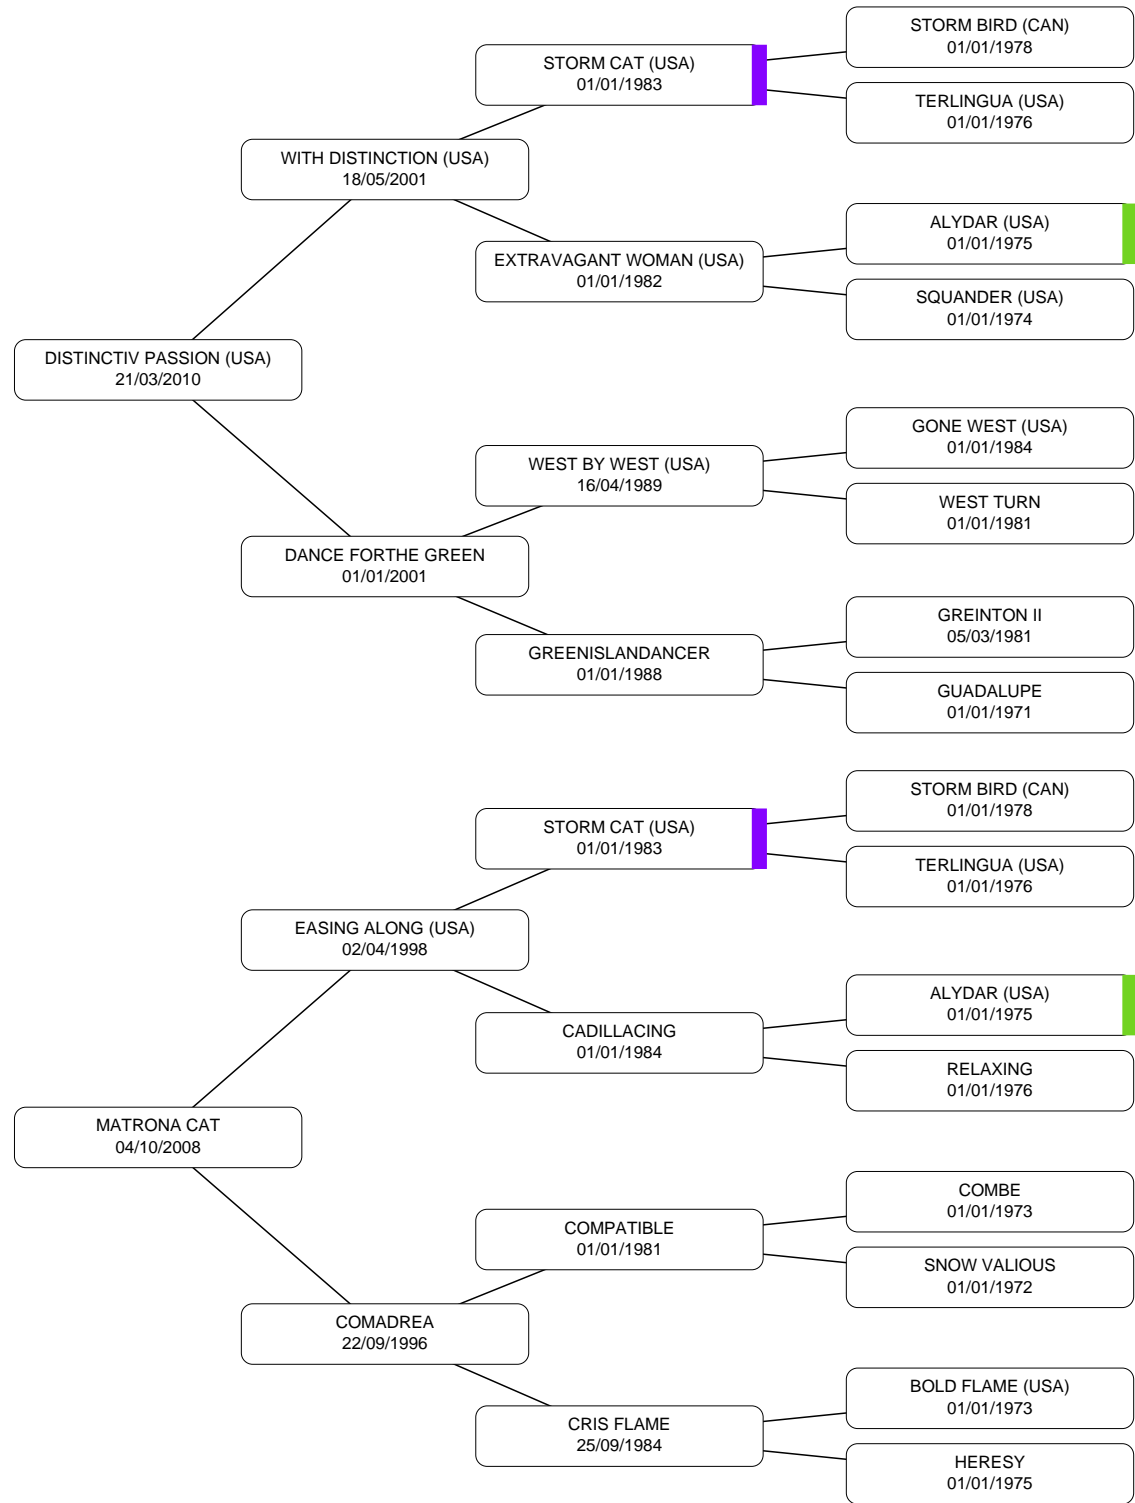 STORM BIRD (CAN)
01/01/1978
STORM CAT (USA)
01/01/1983
TERLINGUA (USA)
01/01/1976
WITH DISTINCTION (USA)
18/05/2001
ALYDAR (USA)
01/01/1975
EXTRAVAGANT WOMAN (USA)
01/01/1982
SQUANDER (USA)
01/01/1974
DISTINCTIV PASSION (USA)
21/03/2010
GONE WEST (USA)
01/01/1984
WEST BY WEST (USA)
16/04/1989
WEST TURN
01/01/1981
DANCE FORTHE GREEN
01/01/2001
GREINTON II
05/03/1981
GREENISLANDANCER
01/01/1988
GUADALUPE
01/01/1971
STORM BIRD (CAN)
01/01/1978
STORM CAT (USA)
01/01/1983
TERLINGUA (USA)
01/01/1976
EASING ALONG (USA)
02/04/1998
ALYDAR (USA)
01/01/1975
CADILLACING
01/01/1984
RELAXING
01/01/1976
MATRONA CAT
04/10/2008
COMBE
01/01/1973
COMPATIBLE
01/01/1981
SNOW VALIOUS
01/01/1972
COMADREA
22/09/1996
BOLD FLAME (USA)
01/01/1973
CRIS FLAME
25/09/1984
HERESY
01/01/1975